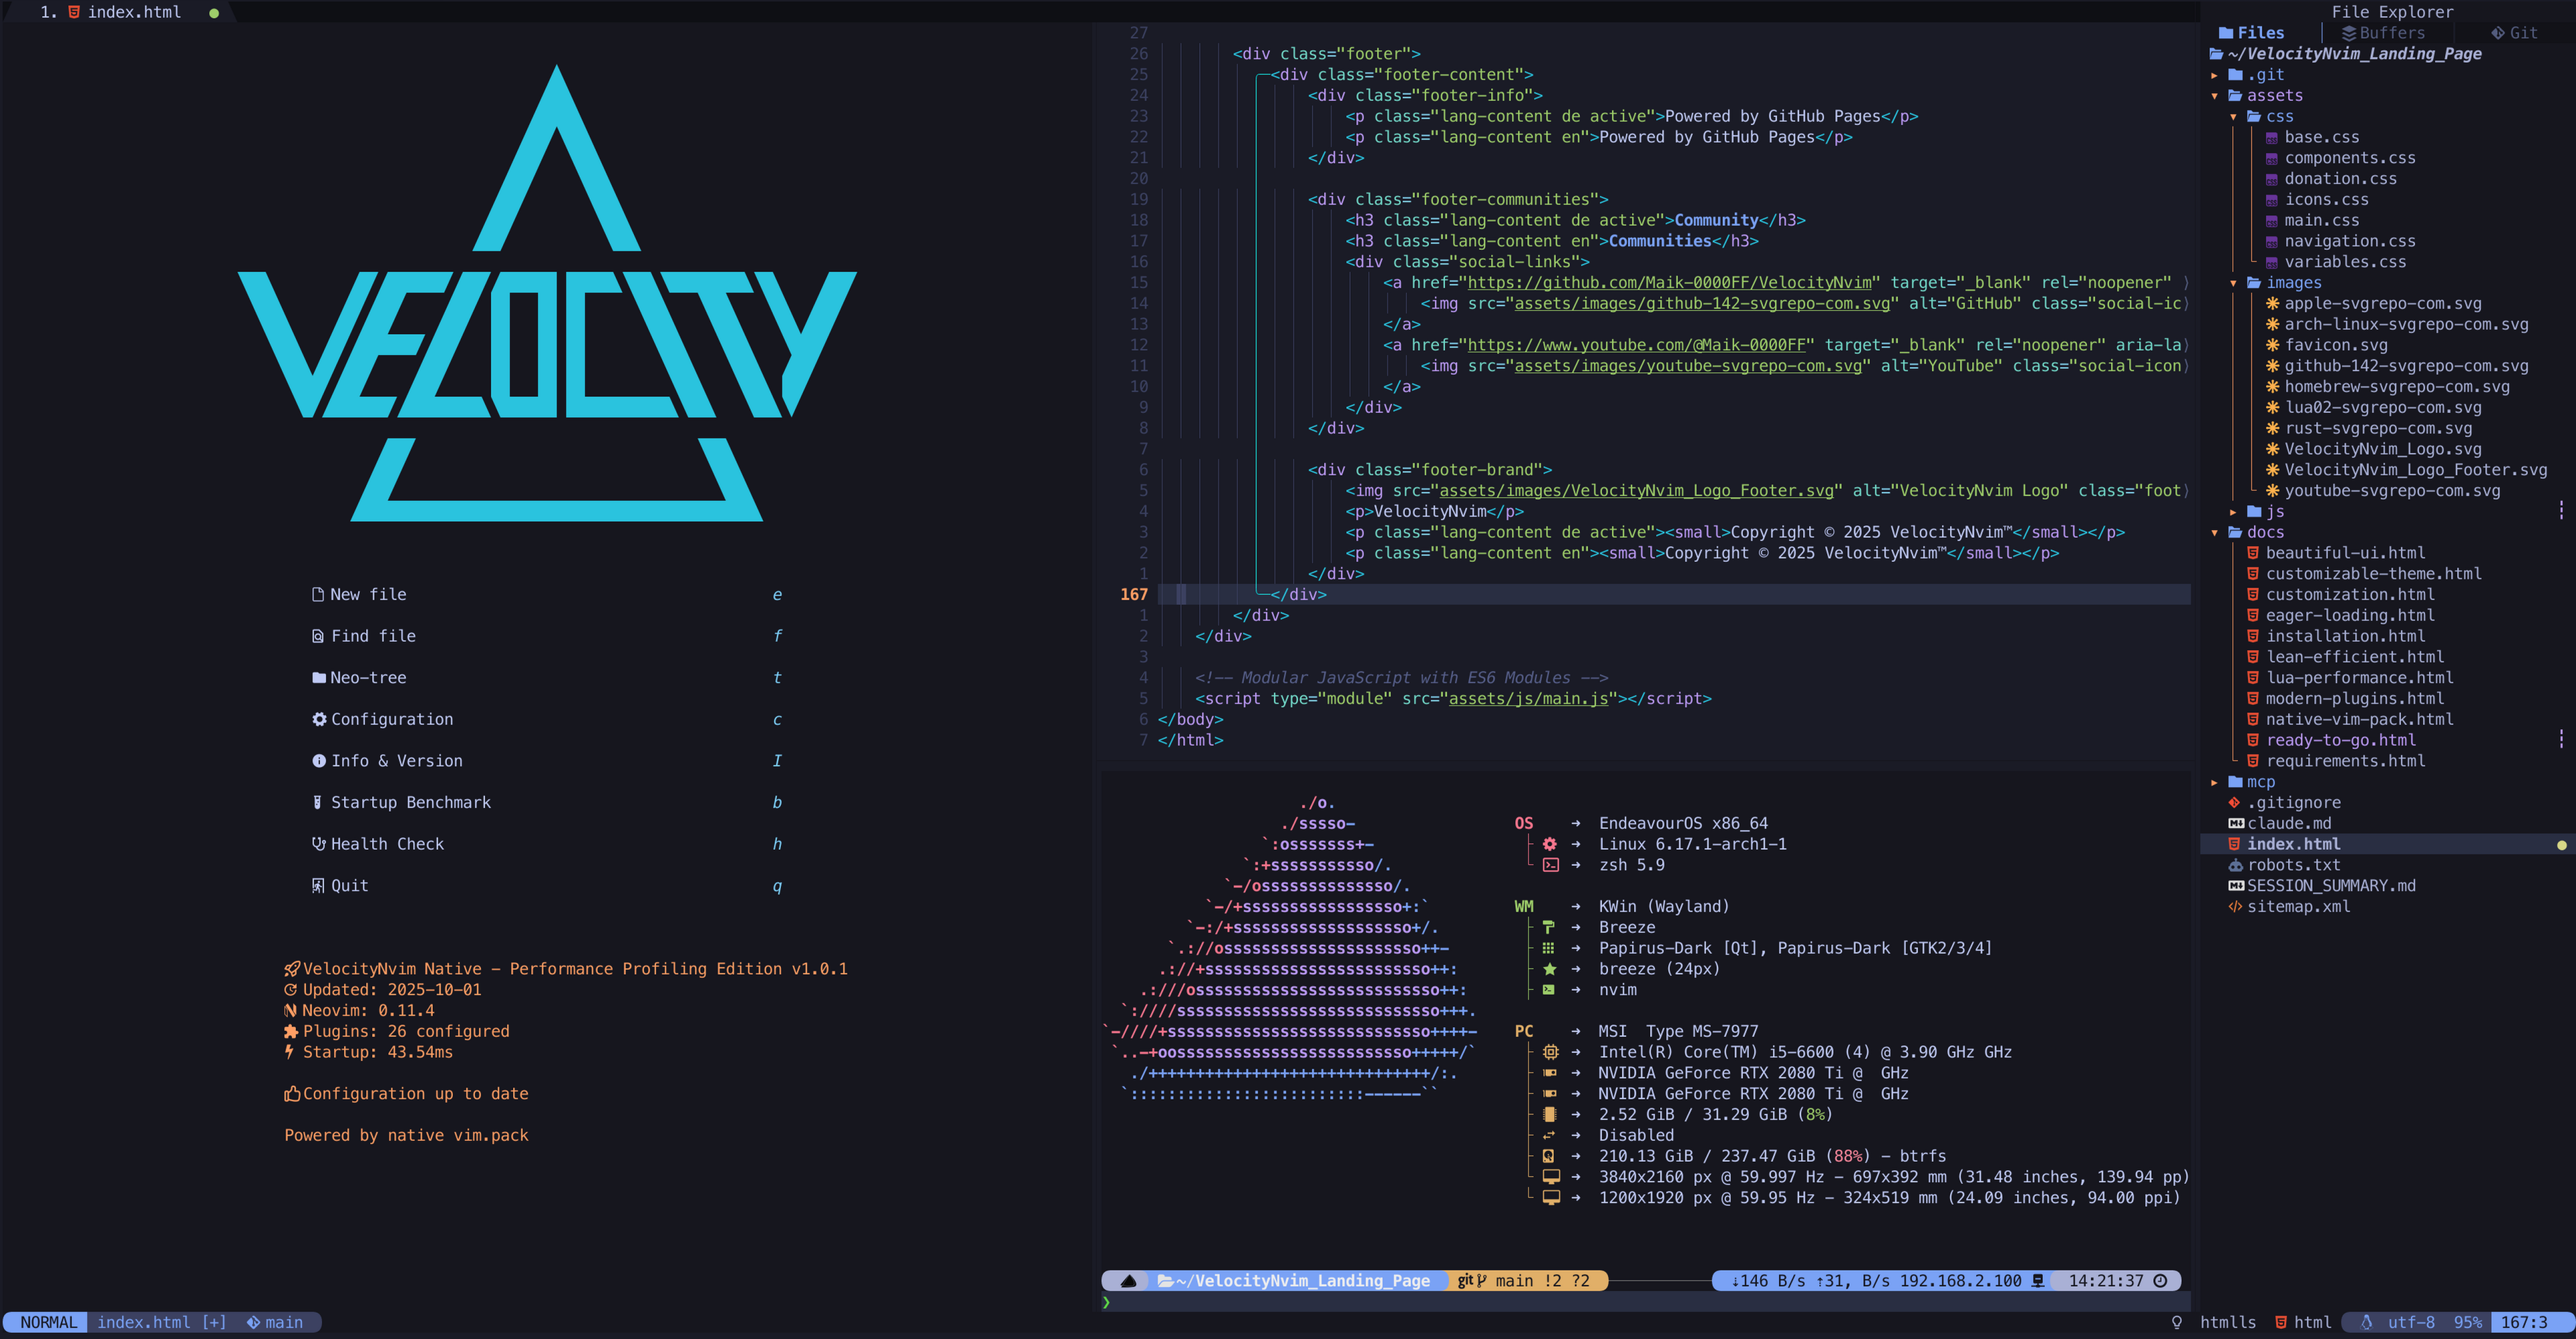 1. index.html
VELOCITY
New file e
Find file f
Neo-tree t
Configuration c
Info & Version I
Startup Benchmark b
Health Check h
Quit q
VelocityNvim Native – Performance Profiling Edition v1.0.1
Updated: 2025-10-01
Neovim: 0.11.4
Plugins: 26 configured
Startup: 43.54ms
Configuration up to date
Powered by native vim.pack
27
26 <div class="footer">
25 <div class="footer-content">
24 <div class="footer-info">
23 <p class="lang-content de active">Powered by GitHub Pages</p>
22 <p class="lang-content en">Powered by GitHub Pages</p>
21 </div>
20
19 <div class="footer-communities">
18 <h3 class="lang-content de active">Community</h3>
17 <h3 class="lang-content en">Communities</h3>
16 <div class="social-links">
15 <a href="https://github.com/Maik-0000FF/VelocityNvim" target="_blank" rel="noopener" ⟩
14 <img src="assets/images/github-142-svgrepo-com.svg" alt="GitHub" class="social-ic⟩
13 </a>
12 <a href="https://www.youtube.com/@Maik-0000FF" target="_blank" rel="noopener" aria-la⟩
11 <img src="assets/images/youtube-svgrepo-com.svg" alt="YouTube" class="social-icon⟩
10 </a>
9 </div>
8 </div>
7
6 <div class="footer-brand">
5 <img src="assets/images/VelocityNvim_Logo_Footer.svg" alt="VelocityNvim Logo" class="foot⟩
4 <p>VelocityNvim</p>
3 <p class="lang-content de active"><small>Copyright © 2025 VelocityNvim™</small></p>
2 <p class="lang-content en"><small>Copyright © 2025 VelocityNvim™</small></p>
1 </div>
167 </div>
1 </div>
2 </div>
3
4 <!-- Modular JavaScript with ES6 Modules -->
5 <script type="module" src="assets/js/main.js"></script>
6 </body>
7 </html>
./o.
./sssso-
`:osssssss+-
`:+sssssssssso/.
`-/ossssssssssssso/.
`-/+sssssssssssssssso+:`
`-:/+sssssssssssssssssso+/.
`.://osssssssssssssssssssso++-
.://+ssssssssssssssssssssssso++:
.:///ossssssssssssssssssssssssso++:
`:////ssssssssssssssssssssssssssso+++.
`-////+ssssssssssssssssssssssssssso++++-
`..-+oosssssssssssssssssssssssso+++++/`
./++++++++++++++++++++++++++++++/:.
`:::::::::::::::::::::::::------``
OS ➜ EndeavourOS x86_64
➜ Linux 6.17.1-arch1-1
➜ zsh 5.9
WM ➜ KWin (Wayland)
➜ Breeze
➜ Papirus-Dark [Qt], Papirus-Dark [GTK2/3/4]
➜ breeze (24px)
➜ nvim
PC ➜ MSI Type MS-7977
➜ Intel(R) Core(TM) i5-6600 (4) @ 3.90 GHz GHz
➜ NVIDIA GeForce RTX 2080 Ti @ GHz
➜ NVIDIA GeForce RTX 2080 Ti @ GHz
➜ 2.52 GiB / 31.29 GiB (8%)
➜ Disabled
➜ 210.13 GiB / 237.47 GiB (88%) – btrfs
➜ 3840x2160 px @ 59.997 Hz – 697x392 mm (31.48 inches, 139.94 pp)
➜ 1200x1920 px @ 59.95 Hz – 324x519 mm (24.09 inches, 94.00 ppi)
~/VelocityNvim_Landing_Page git main !2 ?2 ↓146 B/s ↑31, B/s 192.168.2.100 14:21:37
❯
File Explorer
Files Buffers Git
~/VelocityNvim_Landing_Page
.git
assets
css
base.css
components.css
donation.css
icons.css
main.css
navigation.css
variables.css
images
apple-svgrepo-com.svg
arch-linux-svgrepo-com.svg
favicon.svg
github-142-svgrepo-com.svg
homebrew-svgrepo-com.svg
lua02-svgrepo-com.svg
rust-svgrepo-com.svg
VelocityNvim_Logo.svg
VelocityNvim_Logo_Footer.svg
youtube-svgrepo-com.svg
js
docs
beautiful-ui.html
customizable-theme.html
customization.html
eager-loading.html
installation.html
lean-efficient.html
lua-performance.html
modern-plugins.html
native-vim-pack.html
ready-to-go.html
requirements.html
mcp
.gitignore
claude.md
index.html
robots.txt
SESSION_SUMMARY.md
sitemap.xml
NORMAL index.html [+] main
htmlls html utf-8 95% 167:3